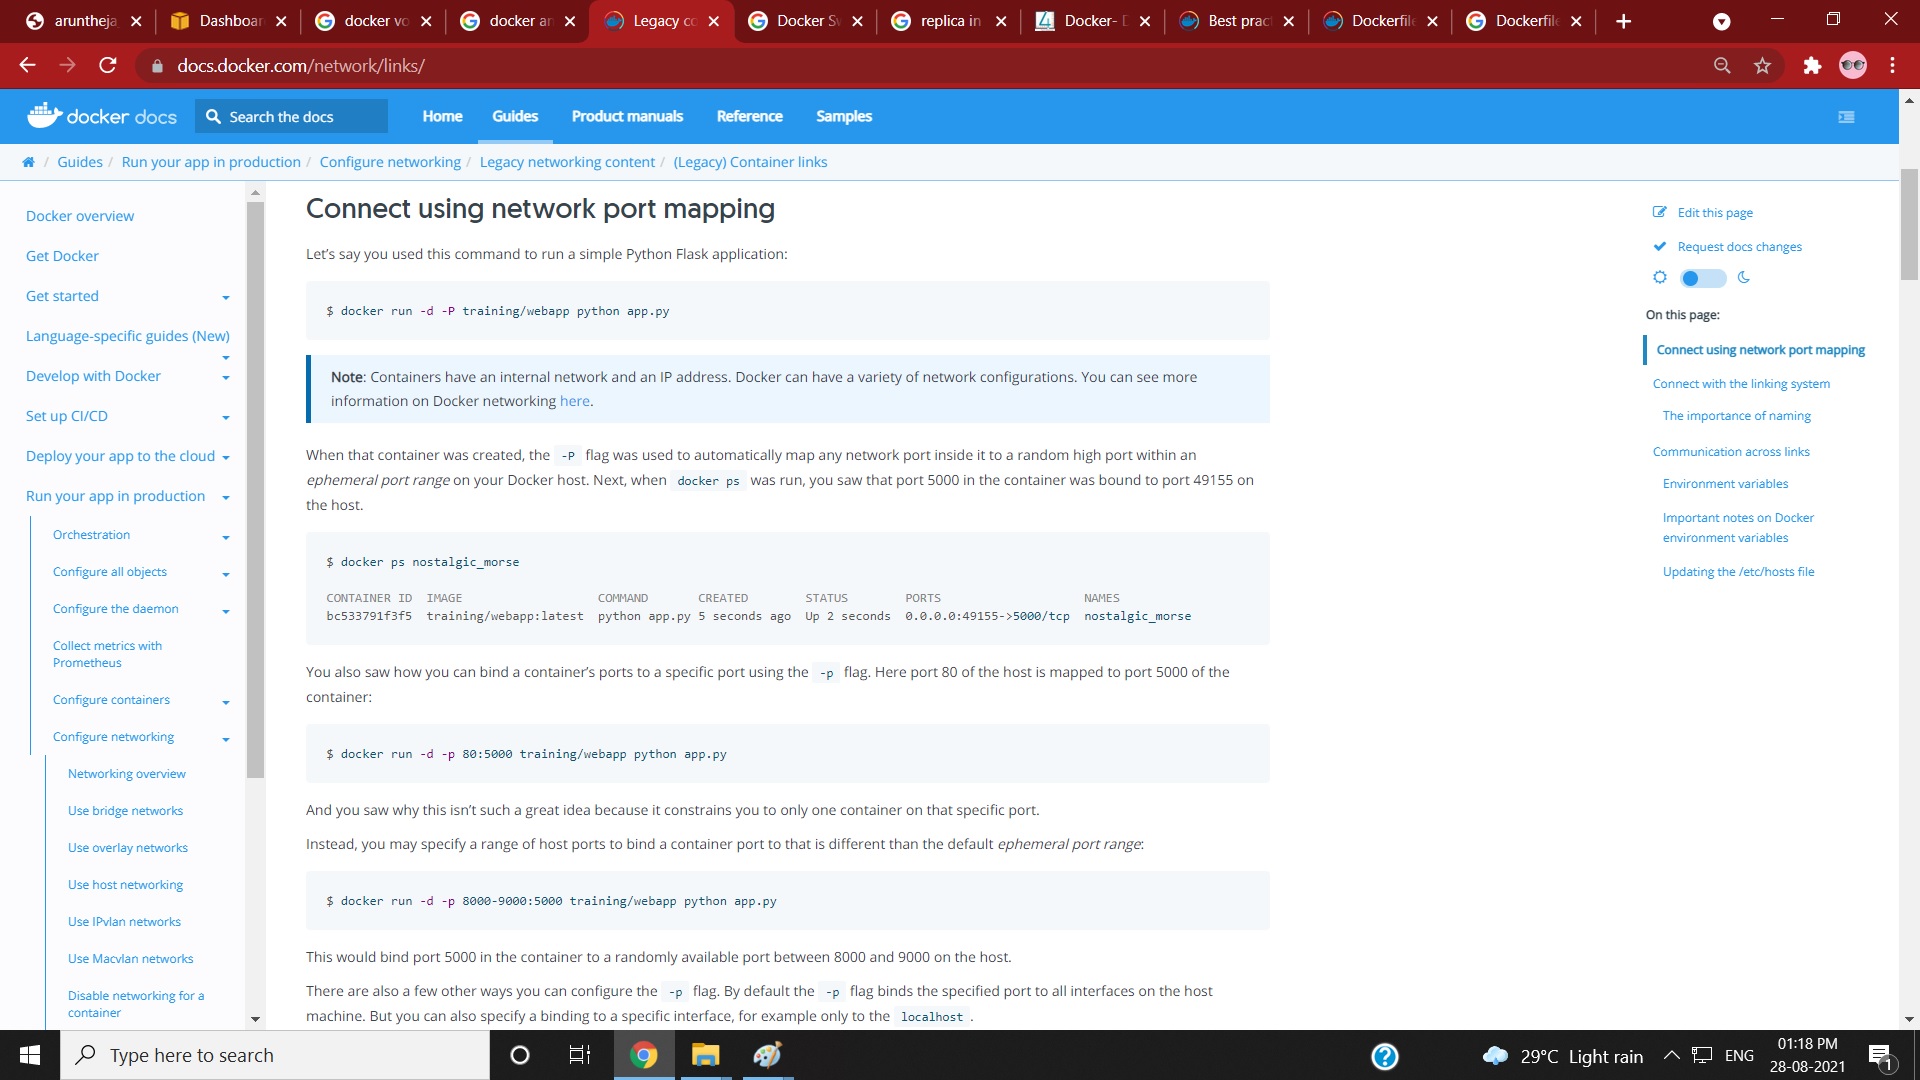 aruntheja
Dashboar
docker vo
docker an
Legacy co
Docker Sw
replica in
Docker- D
Best prac
Dockerfile
Dockerfile
docs.docker.com/network/links/
docker docs
Search the docs
Home
Guides
Product manuals
Reference
Samples
Guides / Run your app in production / Configure networking / Legacy networking content / (Legacy) Container links
Docker overview
Get Docker
Get started
Language-specific guides (New)
Develop with Docker
Set up CI/CD
Deploy your app to the cloud
Run your app in production
Orchestration
Configure all objects
Configure the daemon
Collect metrics with
Prometheus
Configure containers
Configure networking
Networking overview
Use bridge networks
Use overlay networks
Use host networking
Use IPvlan networks
Use Macvlan networks
Disable networking for a
container
Connect using network port mapping
Let’s say you used this command to run a simple Python Flask application:
$ docker run -d -P training/webapp python app.py
Note: Containers have an internal network and an IP address. Docker can have a variety of network configurations. You can see more
information on Docker networking here.
When that container was created, the -P flag was used to automatically map any network port inside it to a random high port within an
ephemeral port range on your Docker host. Next, when docker ps was run, you saw that port 5000 in the container was bound to port 49155 on
the host.
$ docker ps nostalgic_morse
CONTAINER ID IMAGE COMMAND CREATED STATUS PORTS NAMES
bc533791f3f5 training/webapp:latest python app.py 5 seconds ago Up 2 seconds 0.0.0.0:49155->5000/tcp nostalgic_morse
You also saw how you can bind a container’s ports to a specific port using the -p flag. Here port 80 of the host is mapped to port 5000 of the
container:
$ docker run -d -p 80:5000 training/webapp python app.py
And you saw why this isn’t such a great idea because it constrains you to only one container on that specific port.
Instead, you may specify a range of host ports to bind a container port to that is different than the default ephemeral port range:
$ docker run -d -p 8000-9000:5000 training/webapp python app.py
This would bind port 5000 in the container to a randomly available port between 8000 and 9000 on the host.
There are also a few other ways you can configure the -p flag. By default the -p flag binds the specified port to all interfaces on the host
machine. But you can also specify a binding to a specific interface, for example only to the localhost.
Edit this page
Request docs changes
On this page:
Connect using network port mapping
Connect with the linking system
The importance of naming
Communication across links
Environment variables
Important notes on Docker
environment variables
Updating the /etc/hosts file
Type here to search
29°C Light rain
ENG
01:18 PM
28-08-2021
1